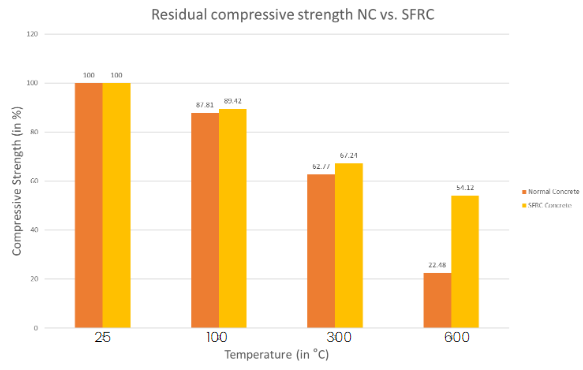 Residual compressive strength NC vs. SFRC
120
100
80
60
40
20
0
Compressive Strength (in %)
100 100
87.81 89.42
62.77 67.24
22.48 54.12
25 100 300 600
Temperature (in °C)
Normal Concrete
SFRC Concrete